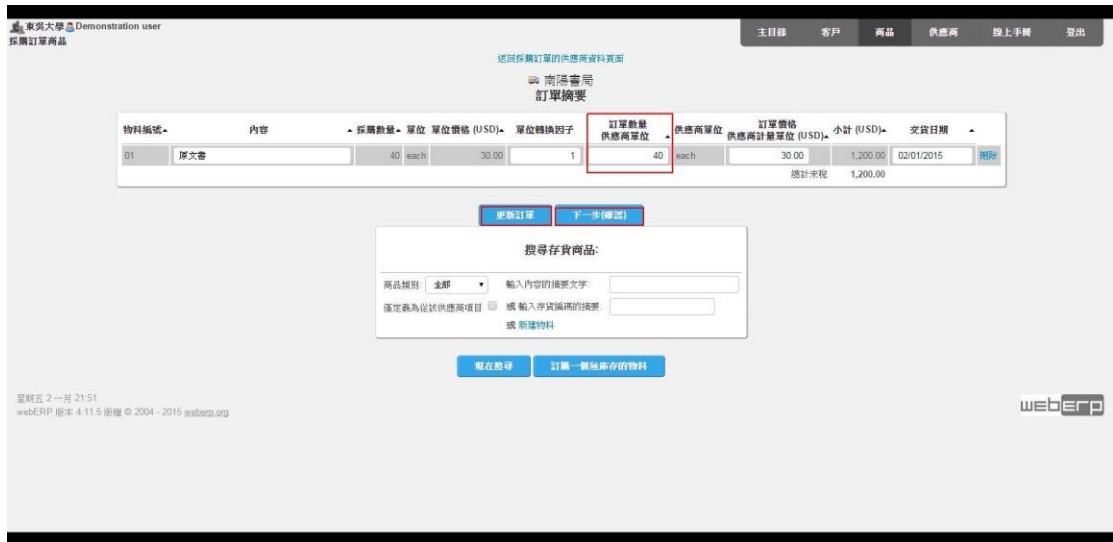 東吳大學 Demonstration user
採購訂單商品
主目錄 客戶 商品 供應商 線上手冊 登出
返回採購訂單的供應商資料頁面
南陽書局
訂單摘要
物料編號 內容 採購數量 單位 單位價格 (USD) 單位轉換因子 訂單數量 供應商單位 供應商單位 訂單價格 供應商計量單位 (USD) 小計 (USD) 交貨日期
01 原文書 40 each 30.00 1 40 each 30.00 1,200.00 02/01/2015 刪除
總計未稅 1,200.00
更新訂單 下一步(確認)
搜尋存貨商品:
商品類別: 全部 輸入內容的摘要文字:
僅定義為從該供應商項目 或 輸入存貨編碼的摘要:
或 新建物料
現在搜尋 訂購一個無庫存的物料
星期五 2 一月 21:51
webERP 版本 4.11.5 版權 © 2004 - 2015 weberp.org
weberp